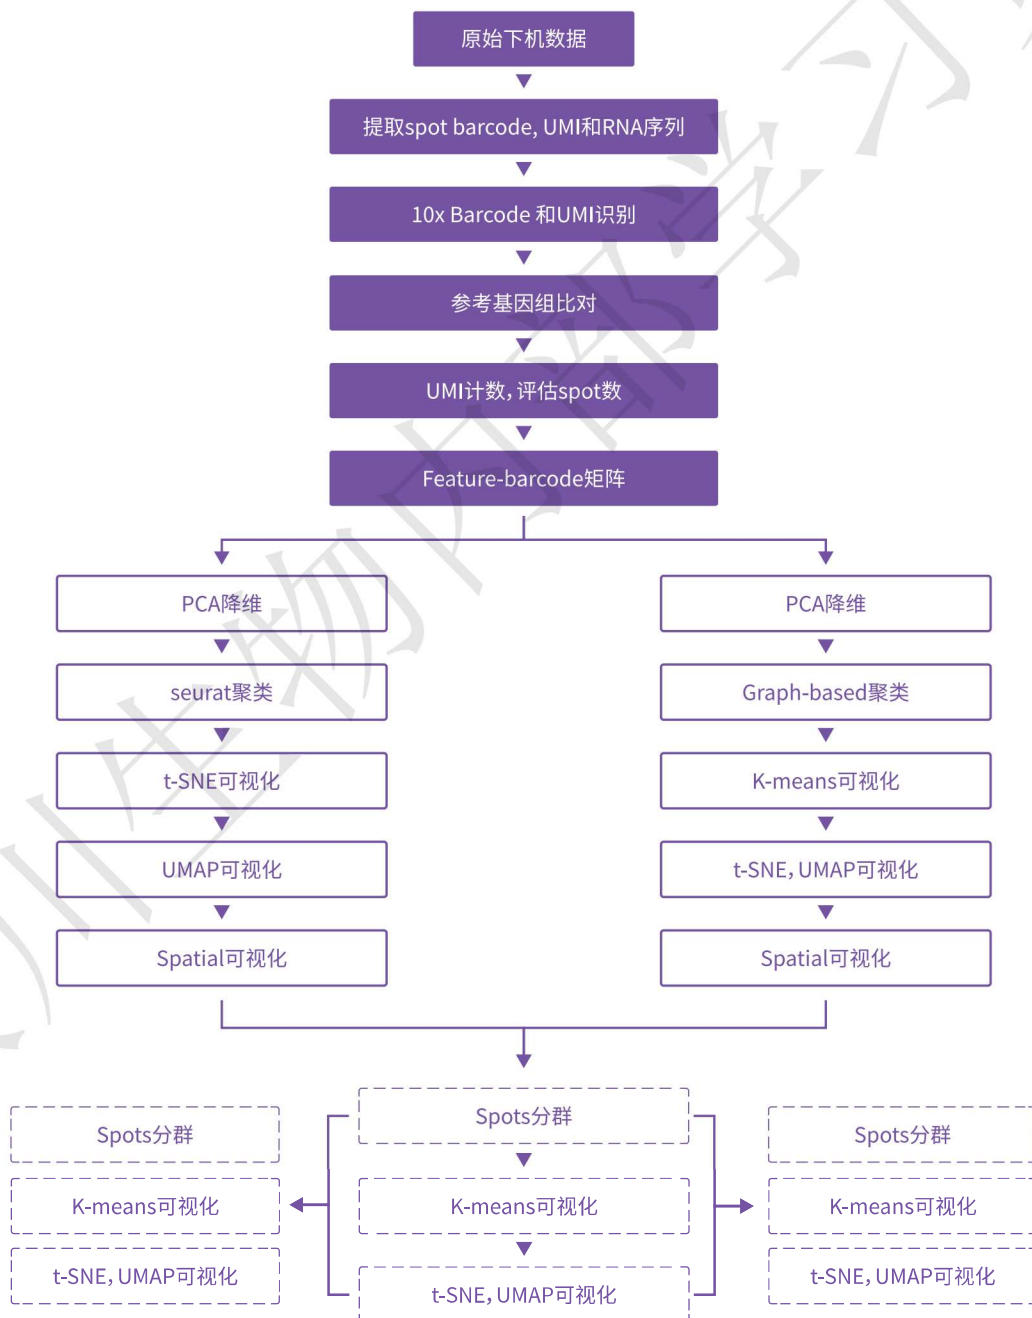 原始下机数据
提取spot barcode, UMI和RNA序列
10x Barcode 和UMI识别
参考基因组比对
UMI计数，评估spot数
Feature-barcode矩阵
PCA降维
seurat聚类
t-SNE可视化
UMAP可视化
Spatial可视化
PCA降维
Graph-based聚类
K-means可视化
t-SNE，UMAP可视化
Spatial可视化
Spots分群
K-means可视化
t-SNE，UMAP可视化
Spots分群
K-means可视化
t-SNE，UMAP可视化
Spots分群
K-means可视化
t-SNE，UMAP可视化
川生物内部学习